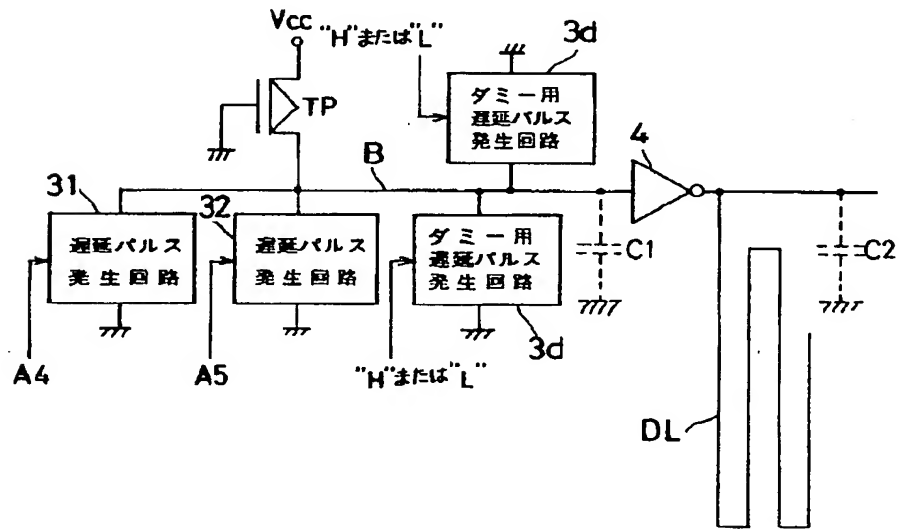 Vcc
"H"または"L"
3d
TP
ダミー用
遅延パルス
発生回路
4
B
31
遅延パルス
発生回路
32
遅延パルス
発生回路
ダミー用
遅延パルス
発生回路
C1
C2
A4
A5
3d
"H"または"L"
DL